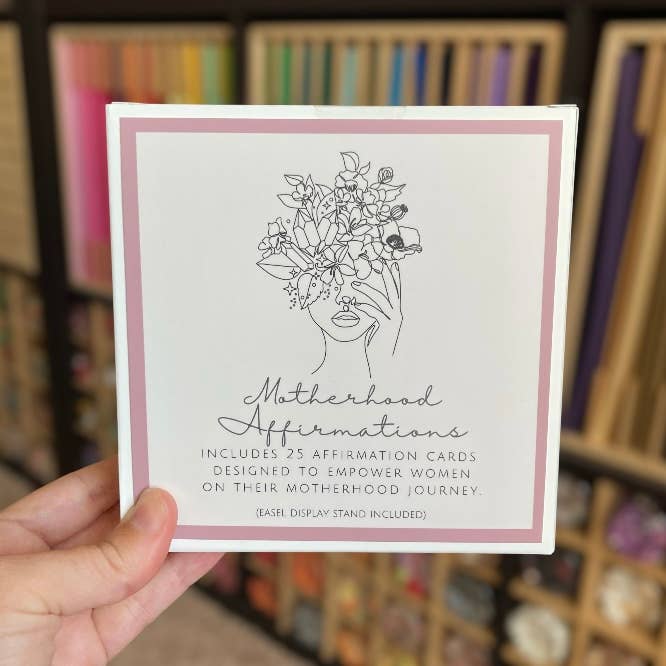 Motherhood
Affirmations
INCLUDES 25 AFFIRMATION CARDS
DESIGNED TO EMPOWER WOMEN
ON THEIR MOTHERHOOD JOURNEY.
(EASEL DISPLAY STAND INCLUDED)